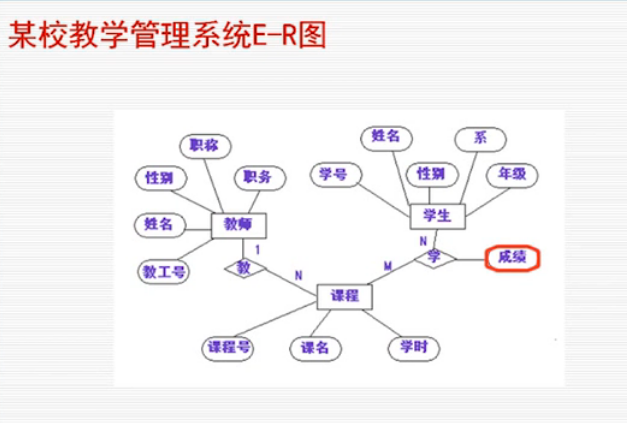 某校教学管理系统E-R图
职称
姓名
系
性别
职务
学号
性别
年级
姓名
教师
学生
教工号
1
教
N
N
M
学
成绩
课程
课程号
课名
学时